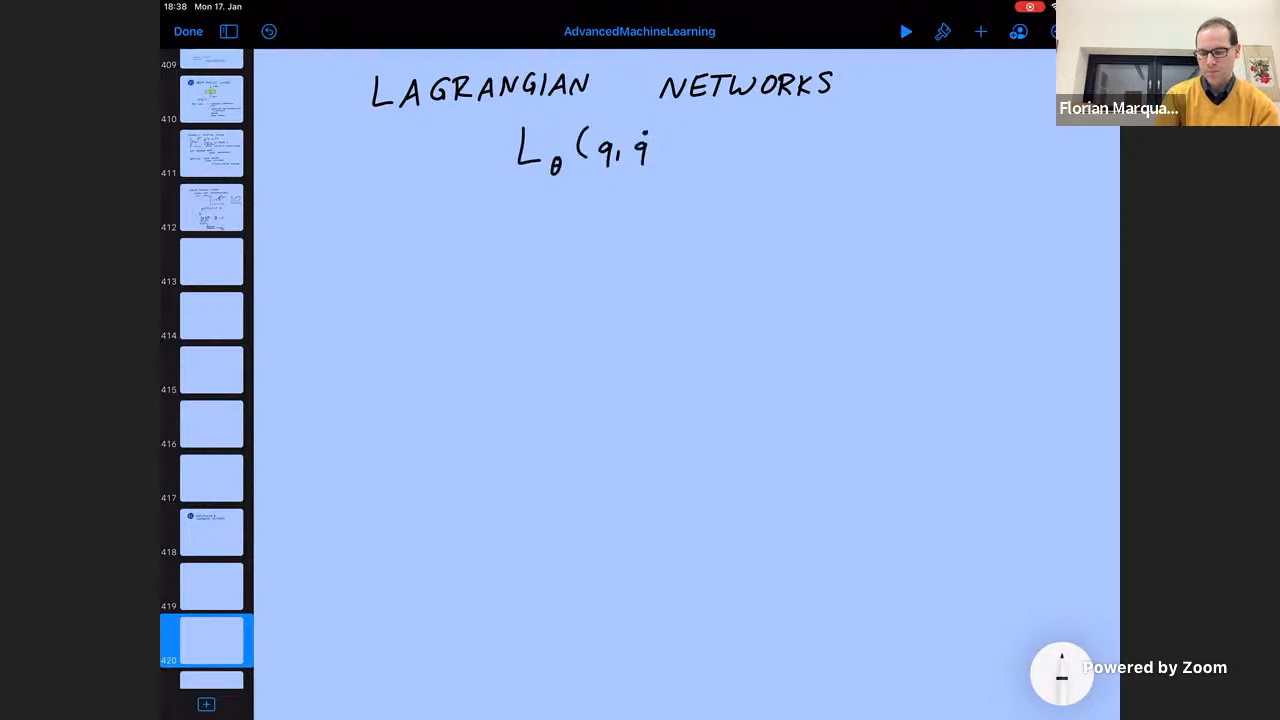 18:38 Mon 17. Jan
Done
AdvancedMachineLearning
Florian Marqua...
LAGRANGIAN NETWORKS
L_θ (q, q̇
409
410
411
412
413
414
415
416
417
418
419
420
Powered by Zoom